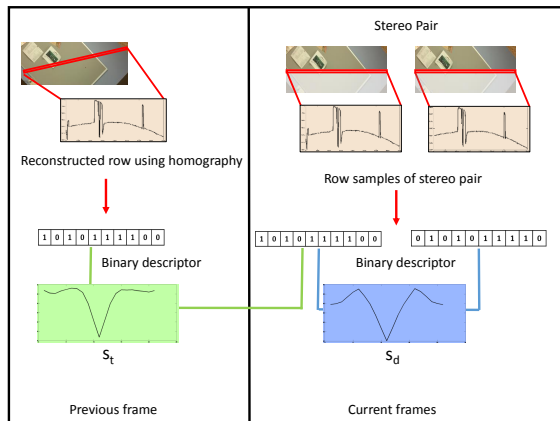 Stereo Pair
Reconstructed row using homography
Row samples of stereo pair
1 0 1 0 1 1 1 1 0 0
1 0 1 0 1 1 1 1 0 0
0 1 0 1 0 1 1 1 1 0
Binary descriptor
Binary descriptor
St
Sd
Previous frame
Current frames